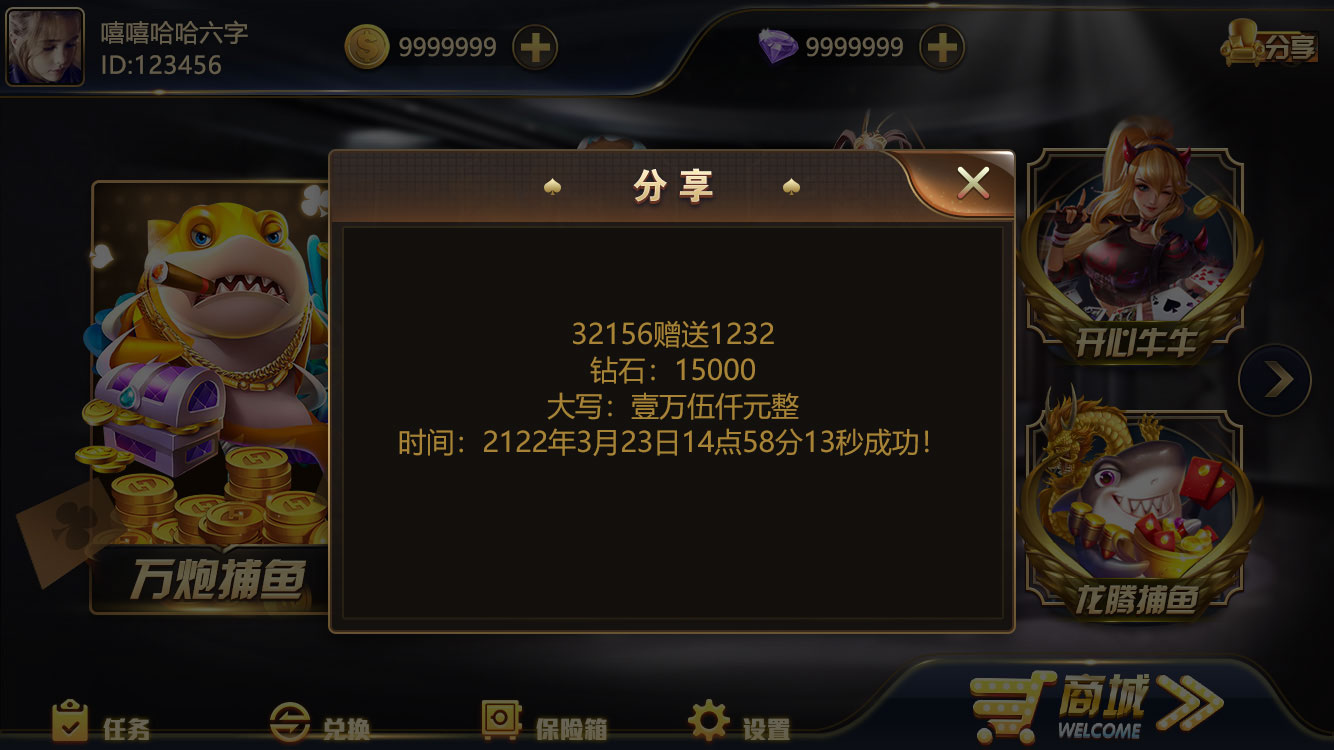 嘻嘻哈哈六字
ID:123456
9999999
9999999
分享
分享
32156赠送1232
钻石：15000
大写：壹万伍仟元整
时间：2122年3月23日14点58分13秒成功！
万炮捕鱼
开心牛牛
龙腾捕鱼
任务
兑换
保险箱
设置
商城
WELCOME